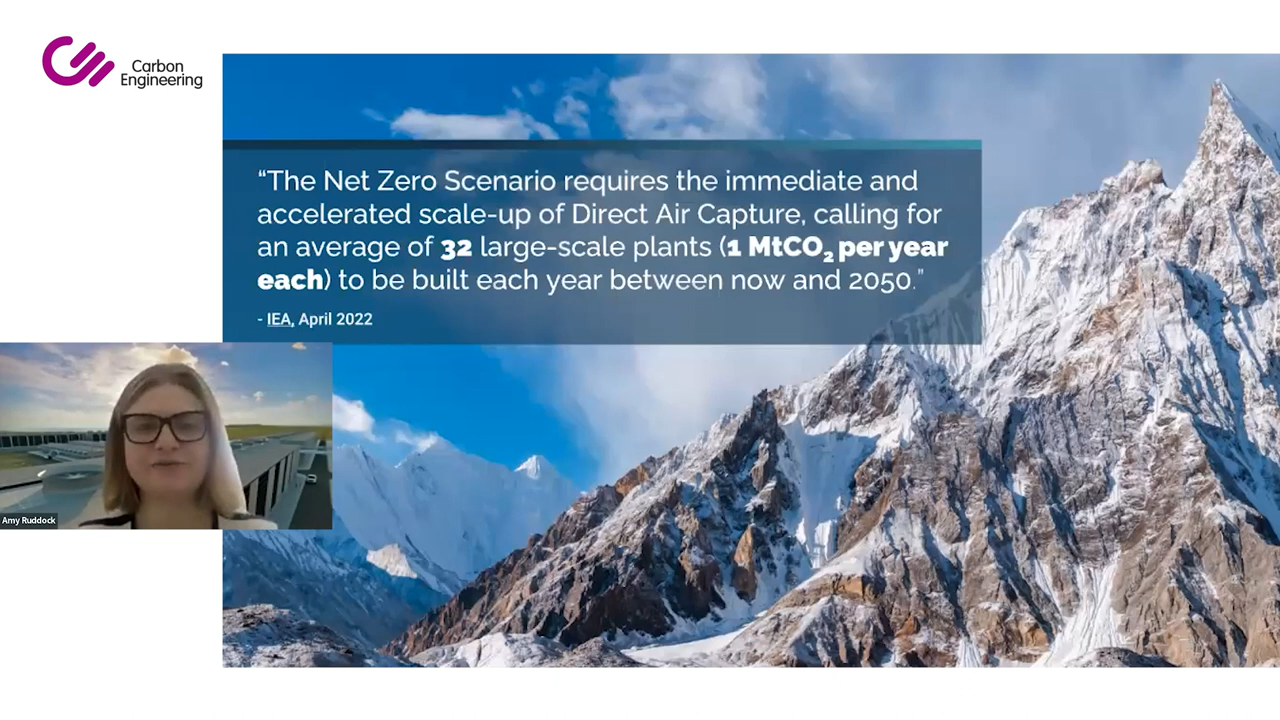 Carbon
Engineering
“The Net Zero Scenario requires the immediate and
accelerated scale-up of Direct Air Capture, calling for
an average of 32 large-scale plants (1 MtCO₂ per year
each) to be built each year between now and 2050.”
- IEA, April 2022
Amy Ruddock